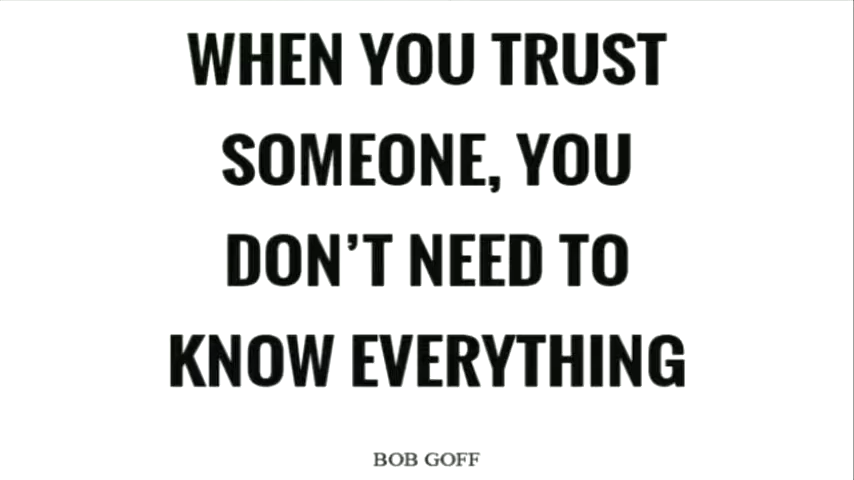 WHEN YOU TRUST
SOMEONE, YOU
DON’T NEED TO
KNOW EVERYTHING
BOB GOFF